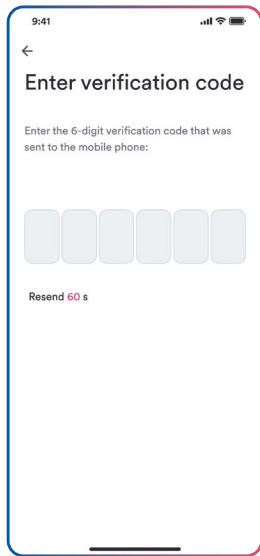 9:41
Enter verification code
Enter the 6-digit verification code that was
sent to the mobile phone:
Resend 60 s